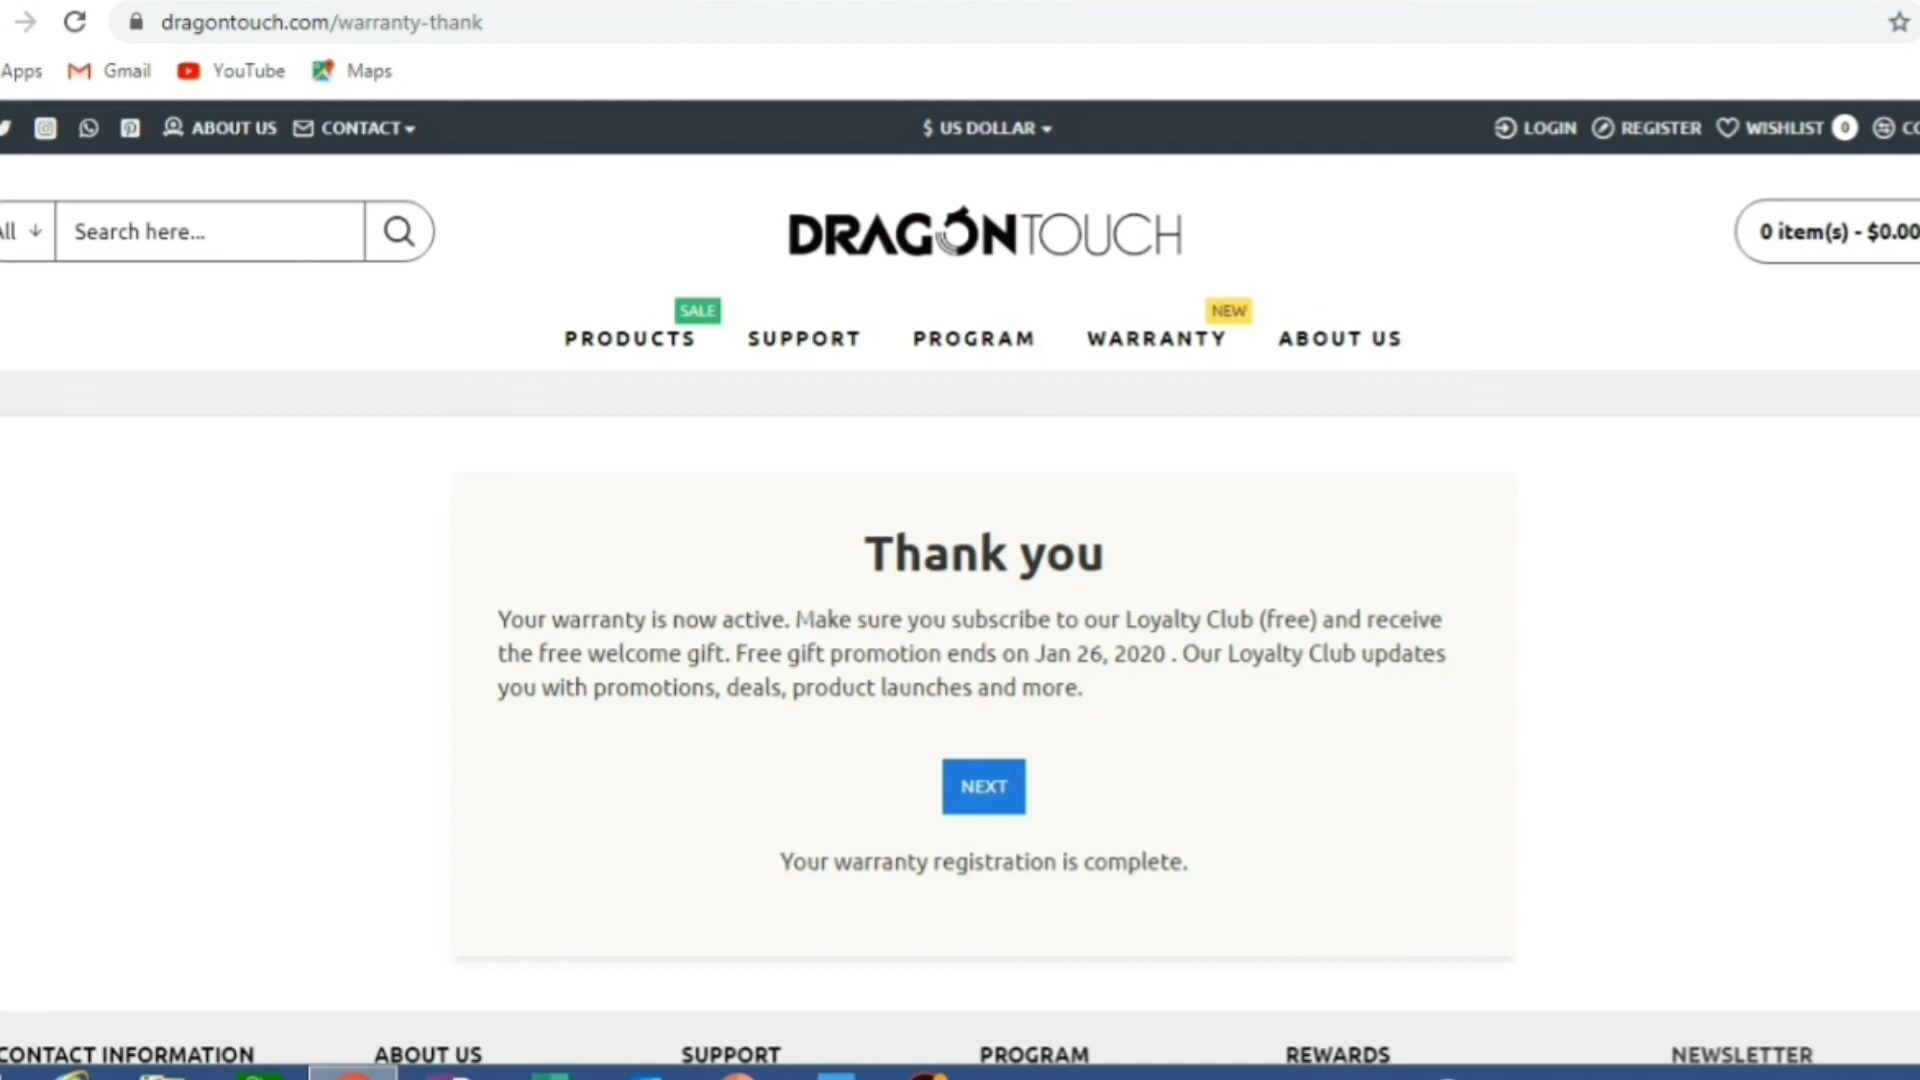 dragontouch.com/warranty-thank
Apps Gmail YouTube Maps
ABOUT US CONTACT $ US DOLLAR LOGIN REGISTER WISHLIST 0
Search here... DRAGONTOUCH 0 item(s) - $0.00
SALE NEW
PRODUCTS SUPPORT PROGRAM WARRANTY ABOUT US
Thank you
Your warranty is now active. Make sure you subscribe to our Loyalty Club (free) and receive
the free welcome gift. Free gift promotion ends on Jan 26, 2020 . Our Loyalty Club updates
you with promotions, deals, product launches and more.
NEXT
Your warranty registration is complete.
CONTACT INFORMATION ABOUT US SUPPORT PROGRAM REWARDS NEWSLETTER